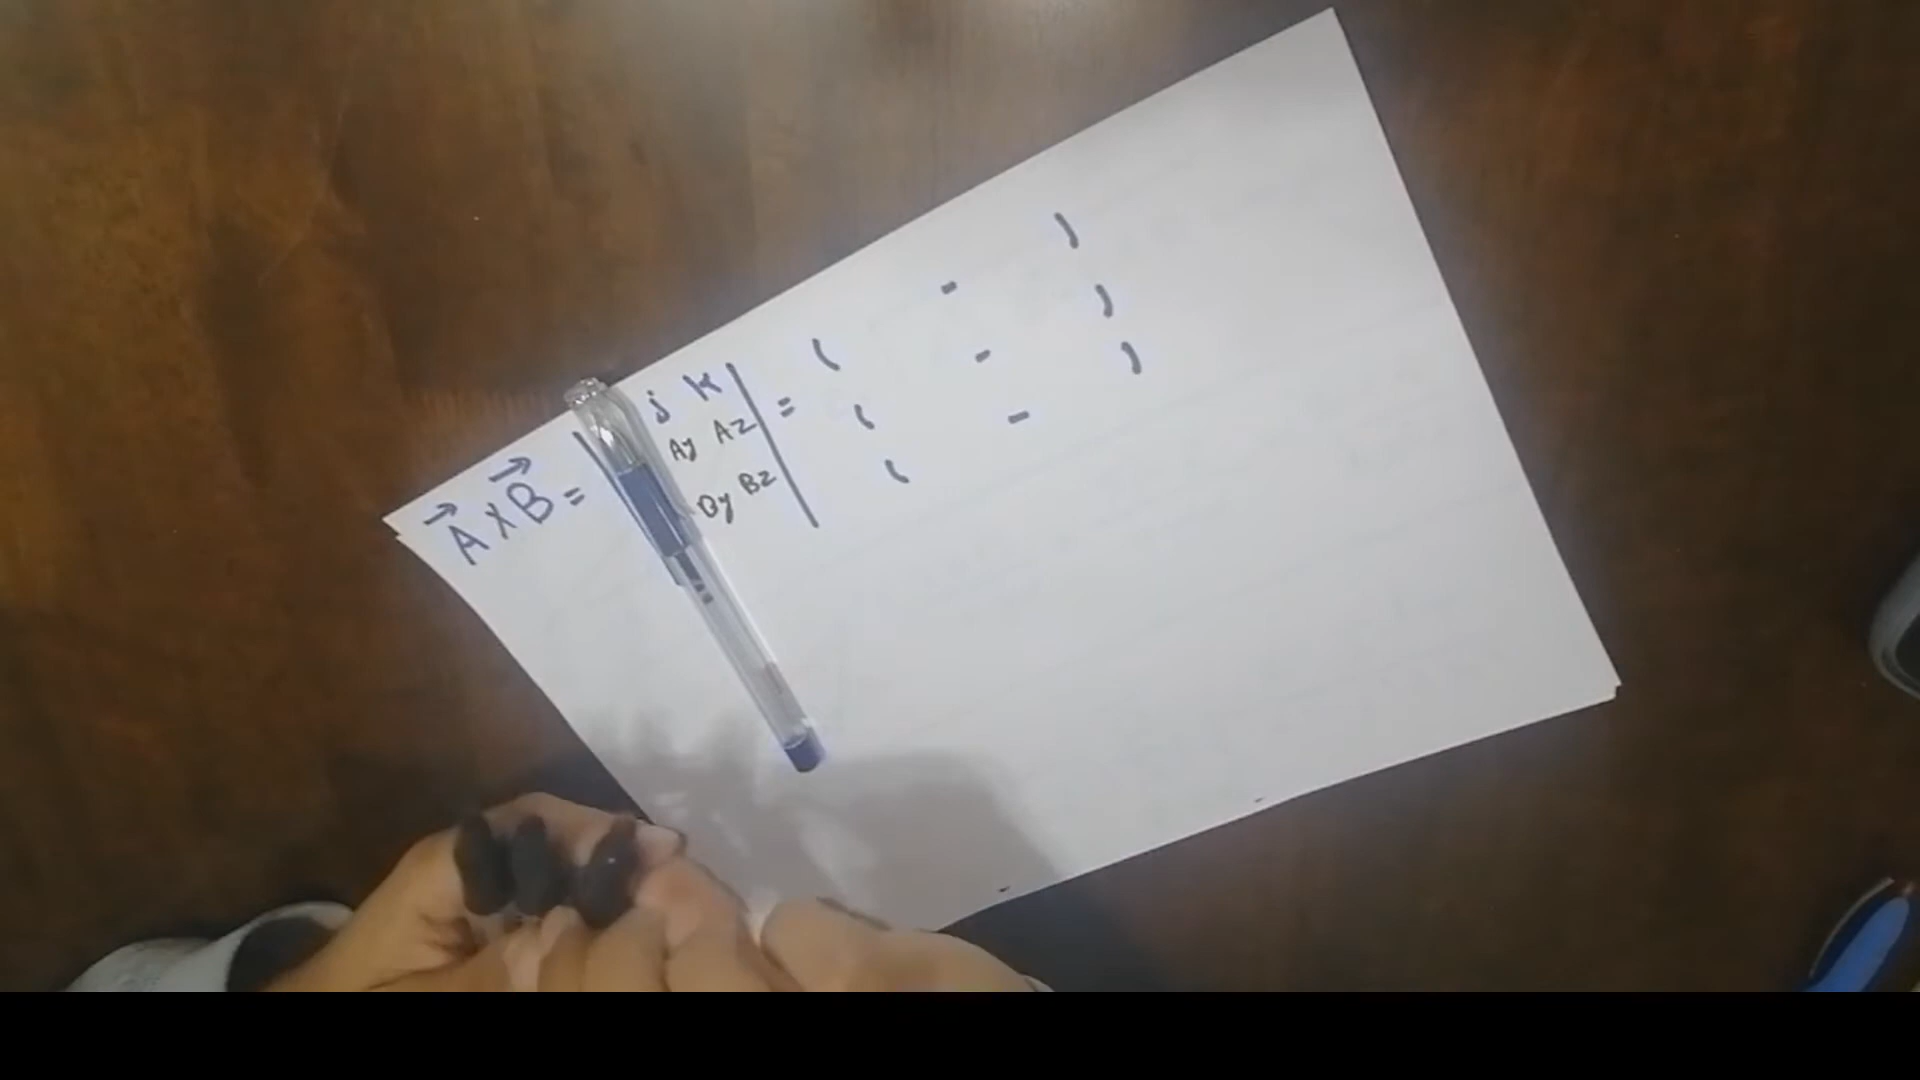 A⃗ × B⃗ = | j k | = ( - )
Ay Az ( - )
By Bz ( - )